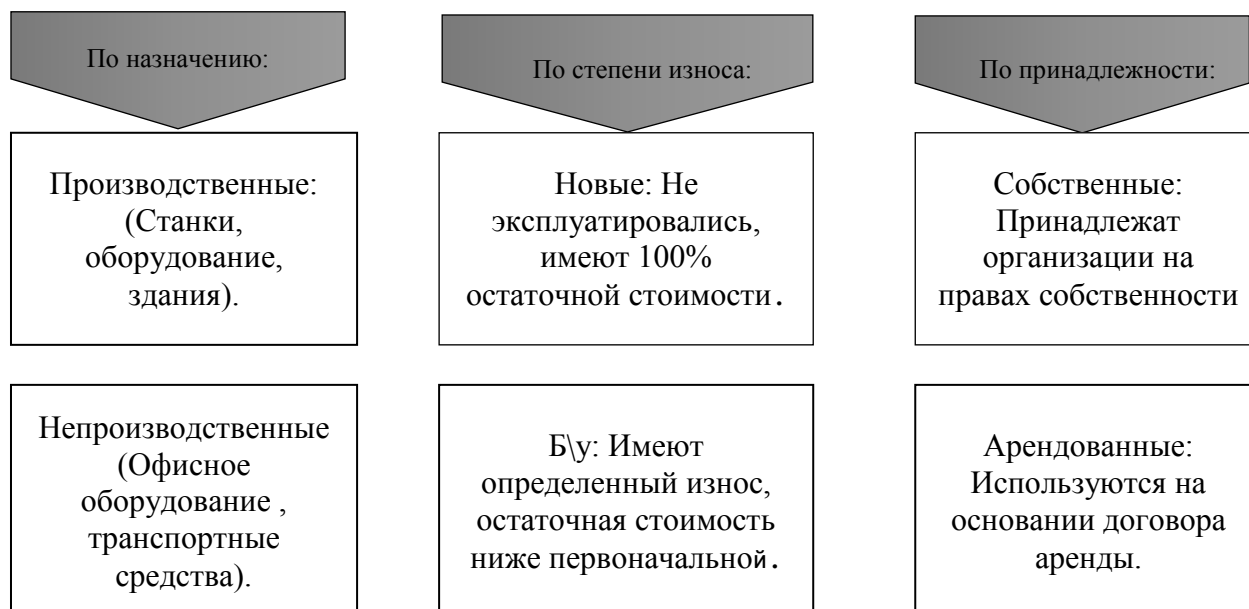 По назначению:
По степени износа:
По принадлежности:
Производственные:
(Станки,
оборудование,
здания).
Новые: Не
эксплуатировались,
имеют 100%
остаточной стоимости.
Собственные:
Принадлежат
организации на
правах собственности
Непроизводственные
(Офисное
оборудование ,
транспортные
средства).
Б\у: Имеют
определенный износ,
остаточная стоимость
ниже первоначальной.
Арендованные:
Используются на
основании договора
аренды.